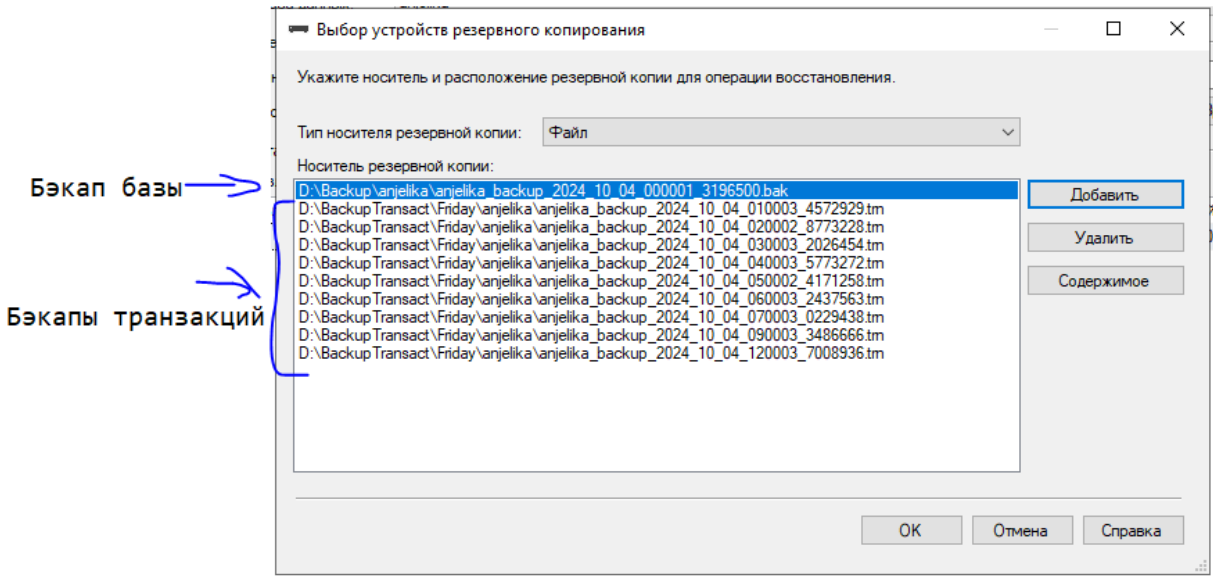 Выбор устройств резервного копирования
Укажите носитель и расположение резервной копии для операции восстановления.
Тип носителя резервной копии: Файл
Носитель резервной копии:
Бэкап базы
D:\Backup\anjelika\anjelika_backup_2024_10_04_000001_3196500.bak
Добавить
D:\BackupTransact\Friday\anjelika\anjelika_backup_2024_10_04_010003_4572929.trn
D:\BackupTransact\Friday\anjelika\anjelika_backup_2024_10_04_020002_8773228.trn
Удалить
D:\BackupTransact\Friday\anjelika\anjelika_backup_2024_10_04_030003_2026454.trn
D:\BackupTransact\Friday\anjelika\anjelika_backup_2024_10_04_040003_5773272.trn
Содержимое
D:\BackupTransact\Friday\anjelika\anjelika_backup_2024_10_04_050002_4171258.trn
D:\BackupTransact\Friday\anjelika\anjelika_backup_2024_10_04_060003_2437563.trn
Бэкапы транзакций
D:\BackupTransact\Friday\anjelika\anjelika_backup_2024_10_04_070003_0229438.trn
D:\BackupTransact\Friday\anjelika\anjelika_backup_2024_10_04_090003_3486666.trn
D:\BackupTransact\Friday\anjelika\anjelika_backup_2024_10_04_120003_7008936.trn
OK
Отмена
Справка